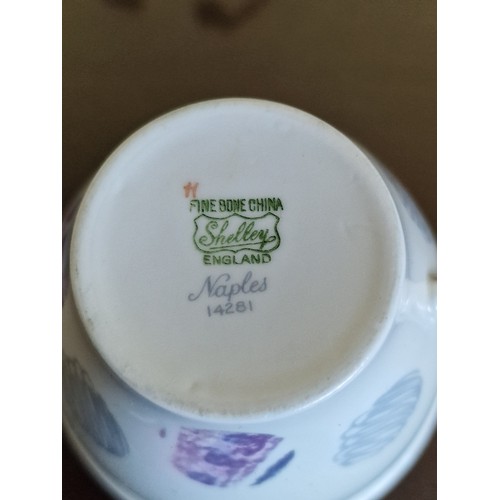 H
FINE BONE CHINA
Shelley
ENGLAND
Naples
14281